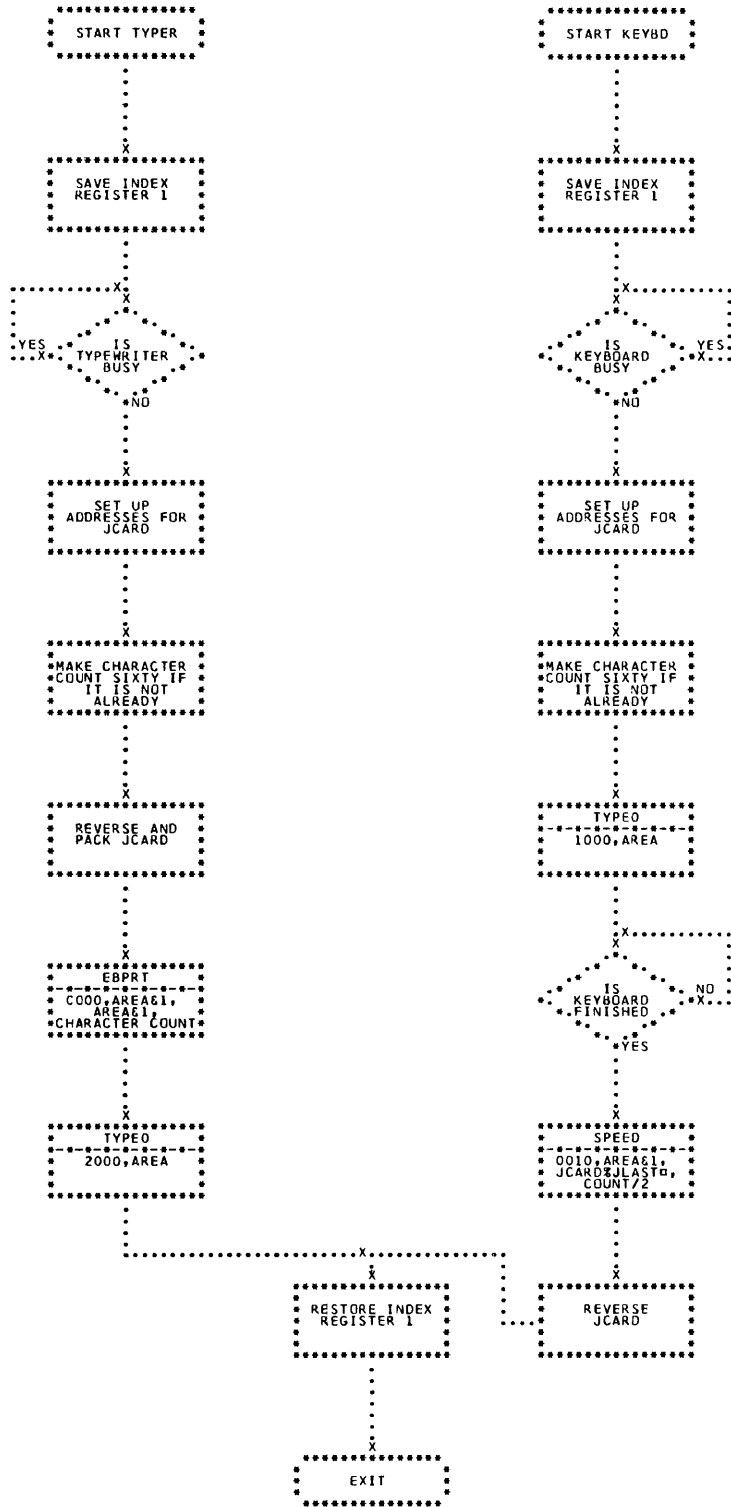 START TYPER
SAVE INDEX
REGISTER 1
YES
IS
TYPEWRITER
BUSY
NO
SET UP
ADDRESSES FOR
JCARD
MAKE CHARACTER
COUNT SIXTY IF
IT IS NOT
ALREADY
REVERSE AND
PACK JCARD
EBPRT
C000,AREA&1,
AREA&1,
CHARACTER COUNT
TYPEO
2000,AREA
START KEYBD
SAVE INDEX
REGISTER 1
IS
KEYBOARD
BUSY
YES
NO
SET UP
ADDRESSES FOR
JCARD
MAKE CHARACTER
COUNT SIXTY IF
IT IS NOT
ALREADY
TYPEO
1000,AREA
IS
KEYBOARD
FINISHED
NO
YES
SPEED
0010,AREA&1,
JCARD%JLAST¤,
COUNT/2
REVERSE
JCARD
RESTORE INDEX
REGISTER 1
EXIT